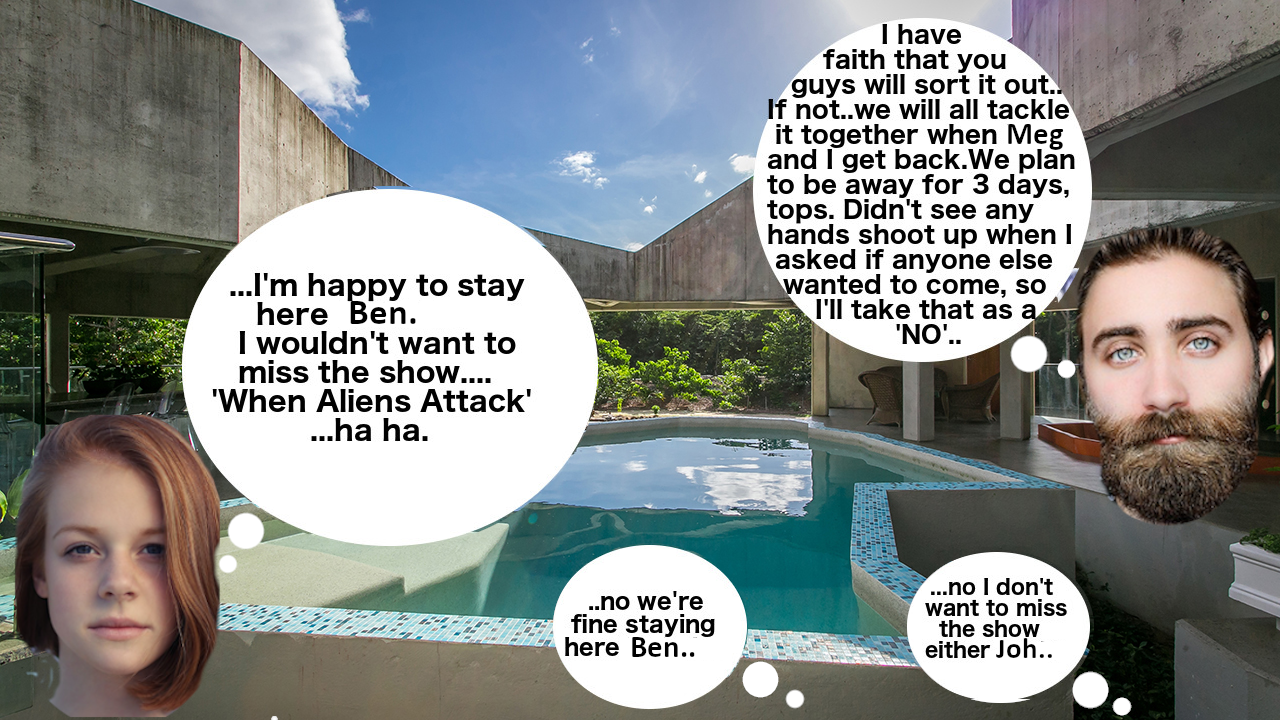 I have
faith that you
guys will sort it out..
If not..we will all tackle
it together when Meg
and I get back.We plan
to be away for 3 days,
tops. Didn't see any
hands shoot up when I
asked if anyone else
wanted to come, so
I'll take that as a
'NO'..
...I'm happy to stay
here Ben.
I wouldn't want to
miss the show....
'When Aliens Attack'
...ha ha.
..no we're
fine staying
here Ben..
...no I don't
want to miss
the show
either Joh..